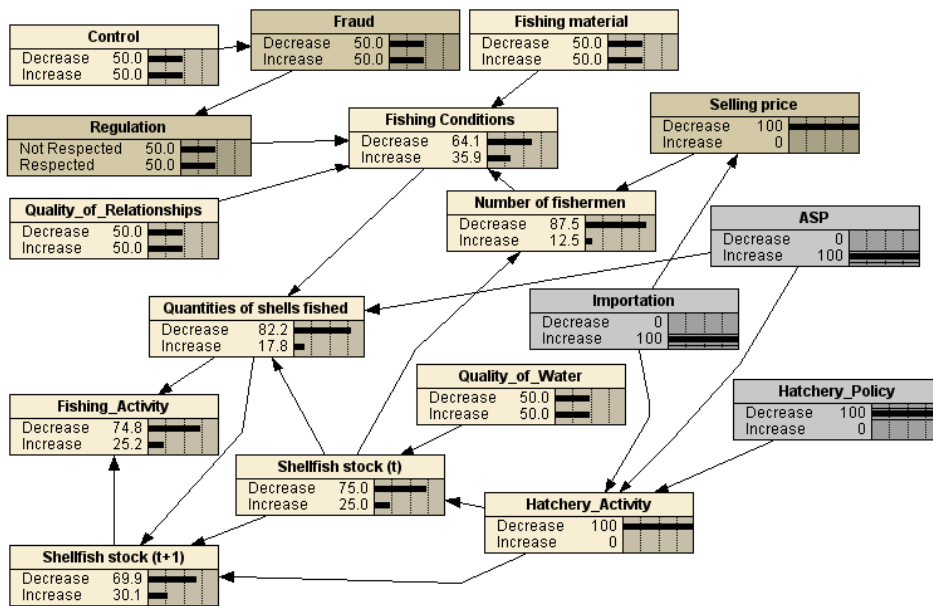 Control
Decrease 50.0
Increase 50.0
Fraud
Decrease 50.0
Increase 50.0
Fishing material
Decrease 50.0
Increase 50.0
Regulation
Not Respected 50.0
Respected 50.0
Fishing Conditions
Decrease 64.1
Increase 35.9
Selling price
Decrease 100
Increase 0
Quality_of_Relationships
Decrease 50.0
Increase 50.0
Number of fishermen
Decrease 87.5
Increase 12.5
ASP
Decrease 0
Increase 100
Quantities of shells fished
Decrease 82.2
Increase 17.8
Importation
Decrease 0
Increase 100
Fishing_Activity
Decrease 74.8
Increase 25.2
Quality_of_Water
Decrease 50.0
Increase 50.0
Hatchery_Policy
Decrease 100
Increase 0
Shellfish stock (t)
Decrease 75.0
Increase 25.0
Hatchery_Activity
Decrease 100
Increase 0
Shellfish stock (t+1)
Decrease 69.9
Increase 30.1